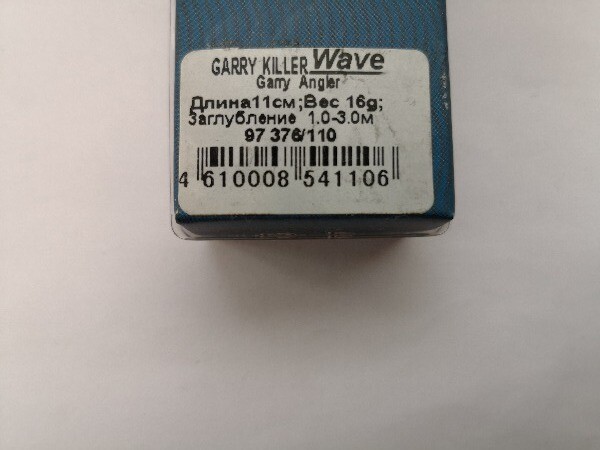 GARRY KILLER Wave
Garry Angler
Длина11см;Вес 16g;
Заглубление 1.0-3.0м
97 376/110
4 610008 541106